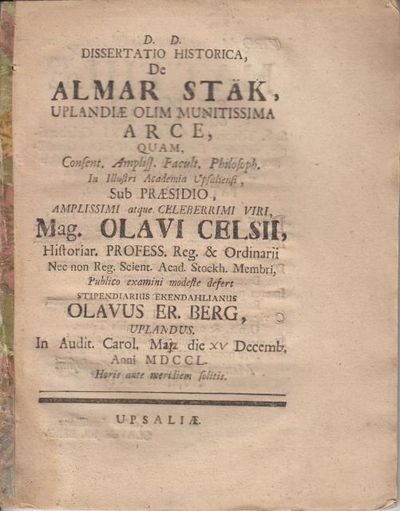 D. D.
DISSERTATIO HISTORICA,
De
ALMAR STÄK,
UPLANDIÆ OLIM MUNITISSIMA
ARCE,
QUAM,
Consent. Ampliss. Facult. Philosoph.
In Illustri Academia Upsaliensi,
Sub PRÆSIDIO,
AMPLISSIMI atque CELEBERRIMI VIRI,
Mag. OLAVI CELSII,
Historiar. PROFESS. Reg. & Ordinarii
Nec non Reg. Scient. Acad. Stockh. Membri,
Publico examini modeste defert
STIPENDIARIUS EKENDAHLIANUS
OLAVUS ER. BERG,
UPLANDUS.
In Audit. Carol. Maj. die XV Decemb.
Anni MDCCL.
Horis ante meridiem solitis.
UPSALIÆ.